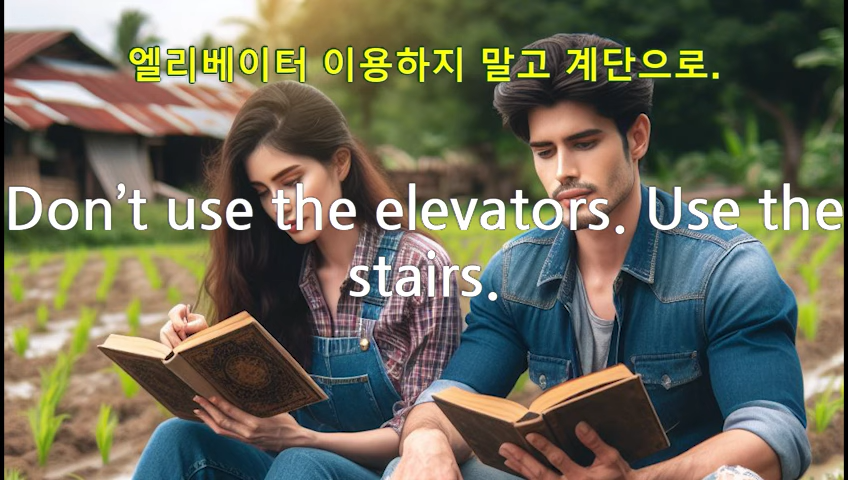 엘리베이터 이용하지 말고 계단으로.
Don’t use the elevators. Use the
stairs.